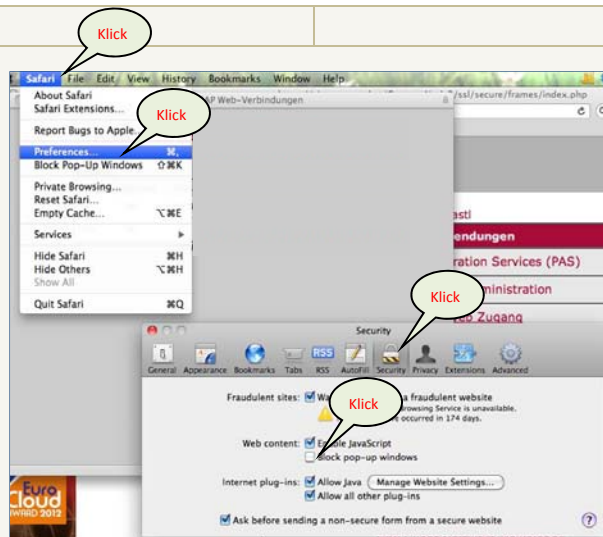 Klick
Safari File Edit View History Bookmarks Window Help
About Safari
Safari Extensions...
Report Bugs to Apple...
Klick
Preferences... ⌘,
Block Pop-Up Windows ⇧⌘K
Private Browsing...
Reset Safari...
Empty Cache... ⌥⌘E
Services
Hide Safari ⌘H
Hide Others ⌥⌘H
Show All
Quit Safari ⌘Q
AP Web-Verbindungen
/ssl/secure/frames/index.php
astl
endungen
ration Services (PAS)
ministration
eb Zugang
Klick
Security
General Appearance Bookmarks Tabs RSS AutoFill Security Privacy Extensions Advanced
RSS
Fraudulent sites: a fraudulent website
rowsing Service is unavailable.
e occurred in 174 days.
Klick
Web content: Enable JavaScript
Block pop-up windows
Internet plug-ins: Allow Java Manage Website Settings...
Allow all other plug-ins
Ask before sending a non-secure form from a secure website
?
Euro
Cloud
AWARD 2012